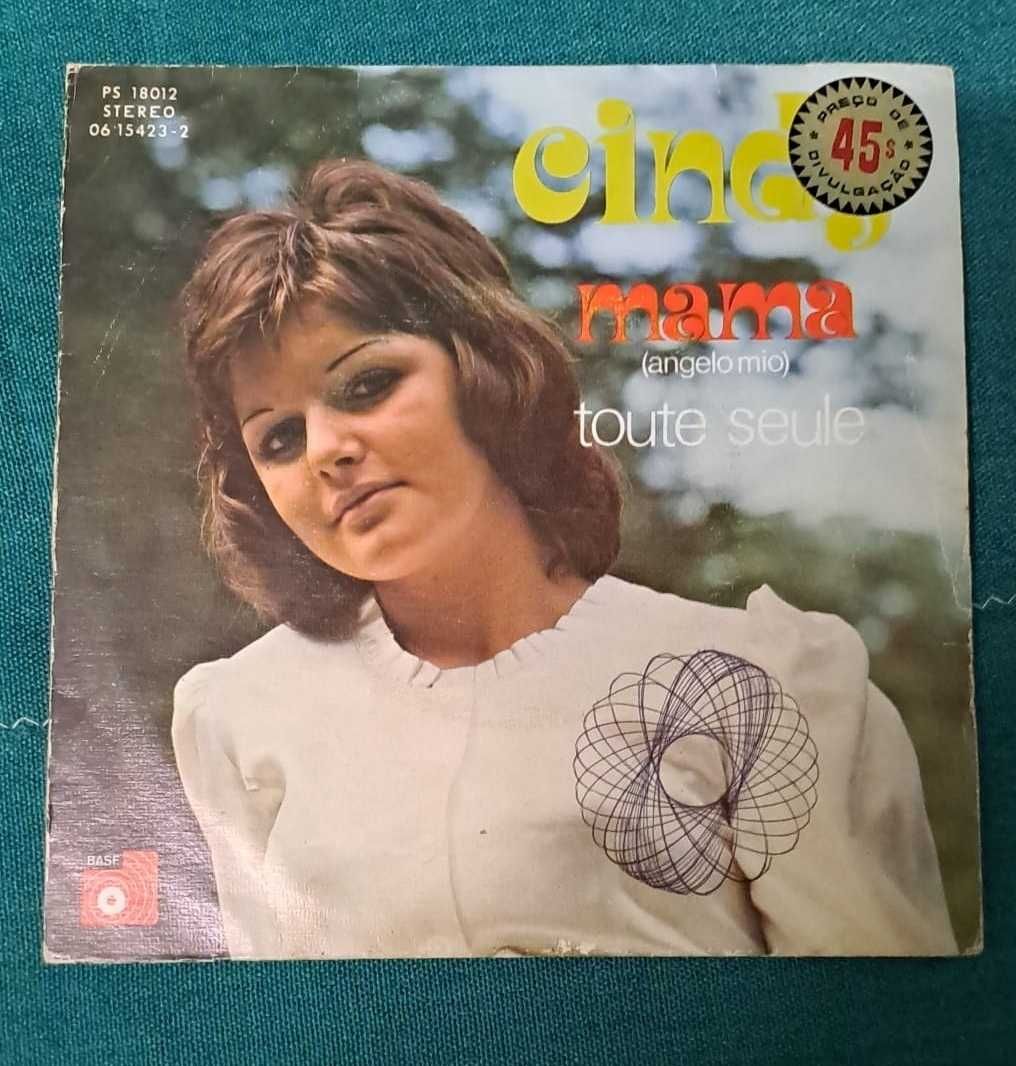 PS 18012
STEREO
06 15423-2
cindy
PREÇO DE
45$
DIVULGAÇÃO
mama
(angelo mio)
toute seule
BASF